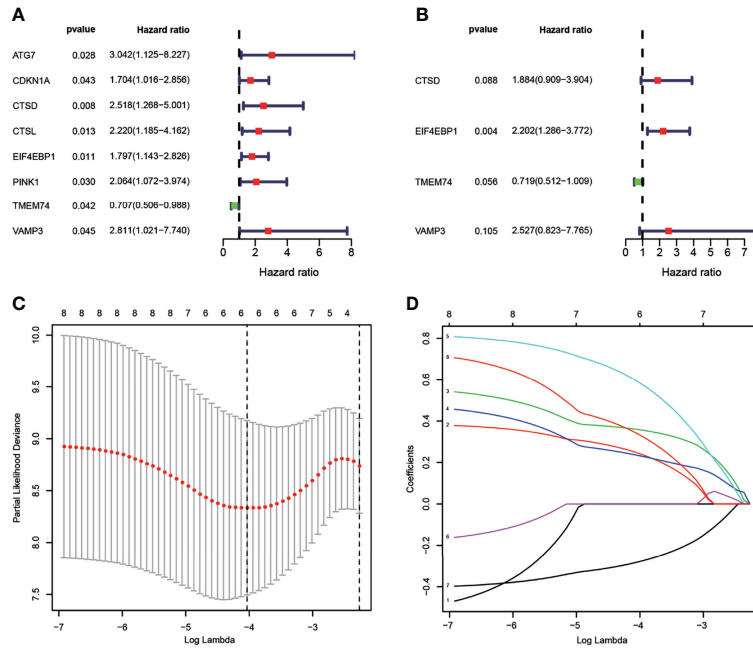 A
pvalue Hazard ratio
ATG7 0.028 3.042(1.125−8.227)
CDKN1A 0.043 1.704(1.016−2.856)
CTSD 0.008 2.518(1.268−5.001)
CTSL 0.013 2.220(1.185−4.162)
EIF4EBP1 0.011 1.797(1.143−2.826)
PINK1 0.030 2.064(1.072−3.974)
TMEM74 0.042 0.707(0.506−0.988)
VAMP3 0.045 2.811(1.021−7.740)
0 2 4 6 8
Hazard ratio
B
pvalue Hazard ratio
CTSD 0.088 1.884(0.909−3.904)
EIF4EBP1 0.004 2.202(1.286−3.772)
TMEM74 0.056 0.719(0.512−1.009)
VAMP3 0.105 2.527(0.823−7.765)
0 1 2 3 4 5 6 7
Hazard ratio
C
8 8 8 8 8 8 8 7 6 6 6 6 6 6 7 5 4
10.0
9.5
9.0
8.5
8.0
7.5
Partial Likelihood Deviance
−7 −6 −5 −4 −3
Log Lambda
D
8 8 7 6 7
0.8
0.6
0.4
0.2
0.0
−0.2
−0.4
Coefficients
5
8
3
4
2
6
7
1
−7 −6 −5 −4 −3
Log Lambda